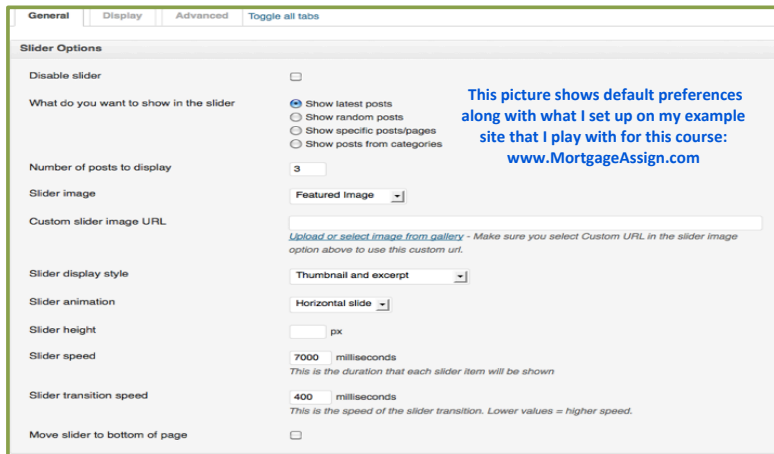 General Display Advanced Toggle all tabs
Slider Options
Disable slider
What do you want to show in the slider
Show latest posts
Show random posts
Show specific posts/pages
Show posts from categories
This picture shows default preferences
along with what I set up on my example
site that I play with for this course:
www.MortgageAssign.com
Number of posts to display 3
Slider image Featured Image
Custom slider image URL
Upload or select image from gallery - Make sure you select Custom URL in the slider image
option above to use this custom url.
Slider display style Thumbnail and excerpt
Slider animation Horizontal slide
Slider height px
Slider speed 7000 milliseconds
This is the duration that each slider item will be shown
Slider transition speed 400 milliseconds
This is the speed of the slider transition. Lower values = higher speed.
Move slider to bottom of page